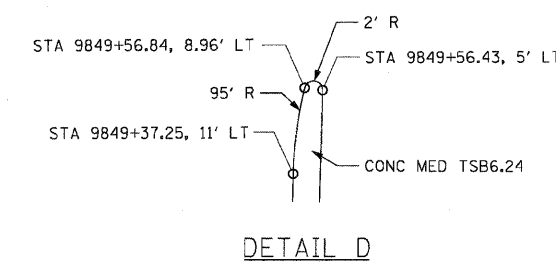 2' R
STA 9849+56.84, 8.96' LT
STA 9849+56.43, 5' LT
95' R
STA 9849+37.25, 11' LT
CONC MED TSB6.24
DETAIL D